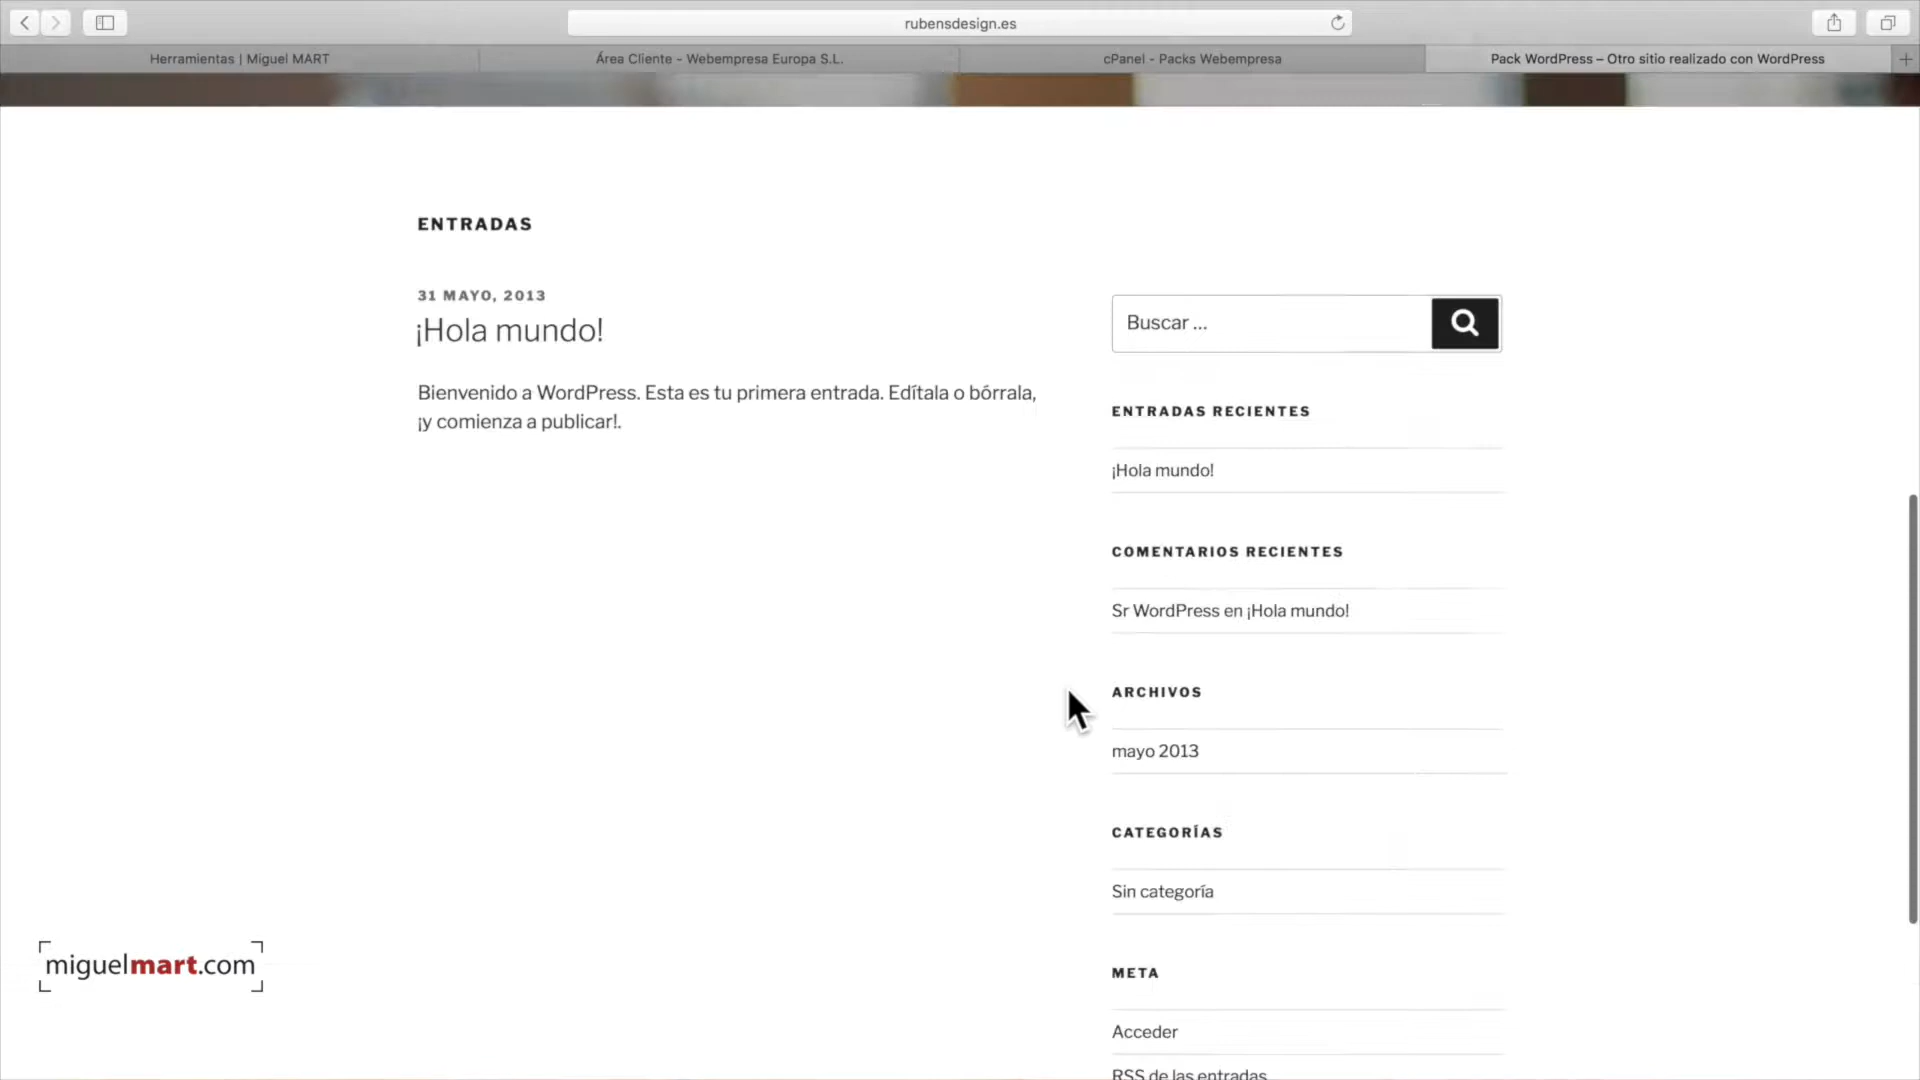 rubensdesign.es
Herramientas | Miguel MART
Área Cliente - Webempresa Europa S.L.
cPanel - Packs Webempresa
Pack WordPress – Otro sitio realizado con WordPress
ENTRADAS
31 MAYO, 2013
¡Hola mundo!
Bienvenido a WordPress. Esta es tu primera entrada. Edítala o bórrala,
¡y comienza a publicar!.
Buscar ...
ENTRADAS RECIENTES
¡Hola mundo!
COMENTARIOS RECIENTES
Sr WordPress en ¡Hola mundo!
ARCHIVOS
mayo 2013
CATEGORÍAS
Sin categoría
META
Acceder
RSS de las entradas
miguelmart.com